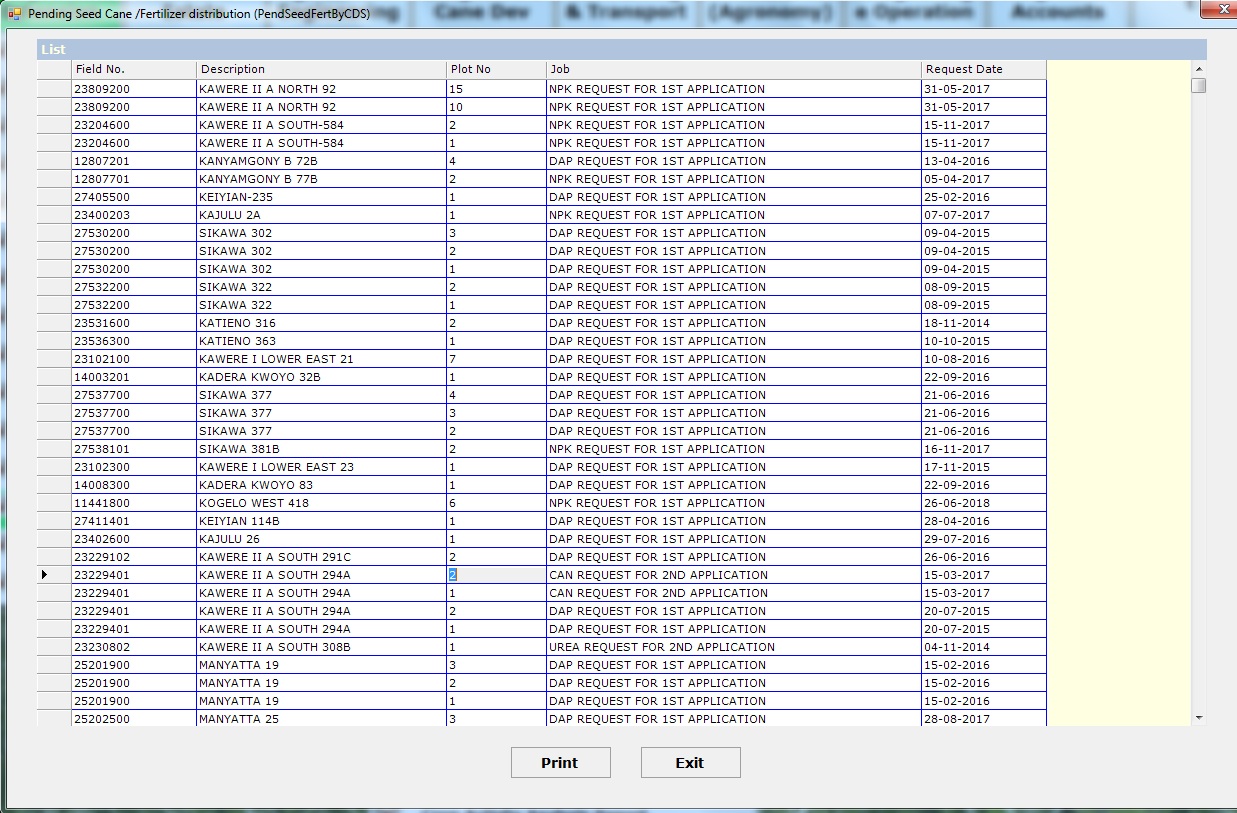 Pending Seed Cane /Fertilizer distribution (PendSeedFertByCDS)
Cane Dev & Transport (Agronomy) e Operation Accounts
List
Field No. Description Plot No Job Request Date
23809200 KAWERE II A NORTH 92 15 NPK REQUEST FOR 1ST APPLICATION 31-05-2017
23809200 KAWERE II A NORTH 92 10 NPK REQUEST FOR 1ST APPLICATION 31-05-2017
23204600 KAWERE II A SOUTH-584 2 NPK REQUEST FOR 1ST APPLICATION 15-11-2017
23204600 KAWERE II A SOUTH-584 1 NPK REQUEST FOR 1ST APPLICATION 15-11-2017
12807201 KANYAMGONY B 72B 4 DAP REQUEST FOR 1ST APPLICATION 13-04-2016
12807701 KANYAMGONY B 77B 2 NPK REQUEST FOR 1ST APPLICATION 05-04-2017
27405500 KEIYIAN-235 1 DAP REQUEST FOR 1ST APPLICATION 25-02-2016
23400203 KAJULU 2A 1 NPK REQUEST FOR 1ST APPLICATION 07-07-2017
27530200 SIKAWA 302 3 DAP REQUEST FOR 1ST APPLICATION 09-04-2015
27530200 SIKAWA 302 2 DAP REQUEST FOR 1ST APPLICATION 09-04-2015
27530200 SIKAWA 302 1 DAP REQUEST FOR 1ST APPLICATION 09-04-2015
27532200 SIKAWA 322 2 DAP REQUEST FOR 1ST APPLICATION 08-09-2015
27532200 SIKAWA 322 1 DAP REQUEST FOR 1ST APPLICATION 08-09-2015
23531600 KATIENO 316 2 DAP REQUEST FOR 1ST APPLICATION 18-11-2014
23536300 KATIENO 363 1 DAP REQUEST FOR 1ST APPLICATION 10-10-2015
23102100 KAWERE I LOWER EAST 21 7 DAP REQUEST FOR 1ST APPLICATION 10-08-2016
14003201 KADERA KWOYO 32B 1 DAP REQUEST FOR 1ST APPLICATION 22-09-2016
27537700 SIKAWA 377 4 DAP REQUEST FOR 1ST APPLICATION 21-06-2016
27537700 SIKAWA 377 3 DAP REQUEST FOR 1ST APPLICATION 21-06-2016
27537700 SIKAWA 377 2 DAP REQUEST FOR 1ST APPLICATION 21-06-2016
27538101 SIKAWA 381B 2 NPK REQUEST FOR 1ST APPLICATION 16-11-2017
23102300 KAWERE I LOWER EAST 23 1 DAP REQUEST FOR 1ST APPLICATION 17-11-2015
14008300 KADERA KWOYO 83 1 DAP REQUEST FOR 1ST APPLICATION 22-09-2016
11441800 KOGELO WEST 418 6 NPK REQUEST FOR 1ST APPLICATION 26-06-2018
27411401 KEIYIAN 114B 1 DAP REQUEST FOR 1ST APPLICATION 28-04-2016
23402600 KAJULU 26 1 DAP REQUEST FOR 1ST APPLICATION 29-07-2016
23229102 KAWERE II A SOUTH 291C 2 DAP REQUEST FOR 1ST APPLICATION 26-06-2016
23229401 KAWERE II A SOUTH 294A 2 CAN REQUEST FOR 2ND APPLICATION 15-03-2017
23229401 KAWERE II A SOUTH 294A 1 CAN REQUEST FOR 2ND APPLICATION 15-03-2017
23229401 KAWERE II A SOUTH 294A 2 DAP REQUEST FOR 1ST APPLICATION 20-07-2015
23229401 KAWERE II A SOUTH 294A 1 DAP REQUEST FOR 1ST APPLICATION 20-07-2015
23230802 KAWERE II A SOUTH 308B 1 UREA REQUEST FOR 2ND APPLICATION 04-11-2014
25201900 MANYATTA 19 3 DAP REQUEST FOR 1ST APPLICATION 15-02-2016
25201900 MANYATTA 19 2 DAP REQUEST FOR 1ST APPLICATION 15-02-2016
25201900 MANYATTA 19 1 DAP REQUEST FOR 1ST APPLICATION 15-02-2016
25202500 MANYATTA 25 3 DAP REQUEST FOR 1ST APPLICATION 28-08-2017
Print Exit